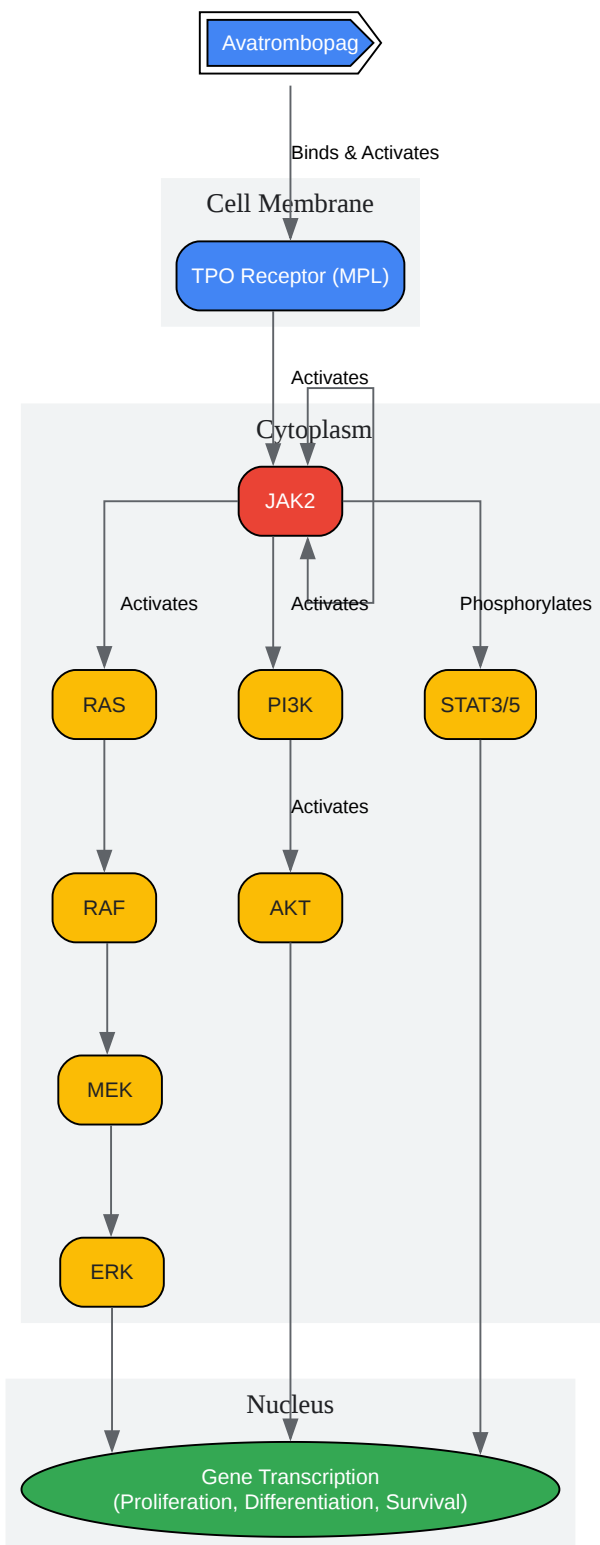 Avatrombopag
Binds & Activates
Cell Membrane
TPO Receptor (MPL)
Activates
Cytoplasm
JAK2
Activates
Activates
Phosphorylates
RAS
PI3K
STAT3/5
Activates
RAF
AKT
MEK
ERK
Nucleus
Gene Transcription
(Proliferation, Differentiation, Survival)